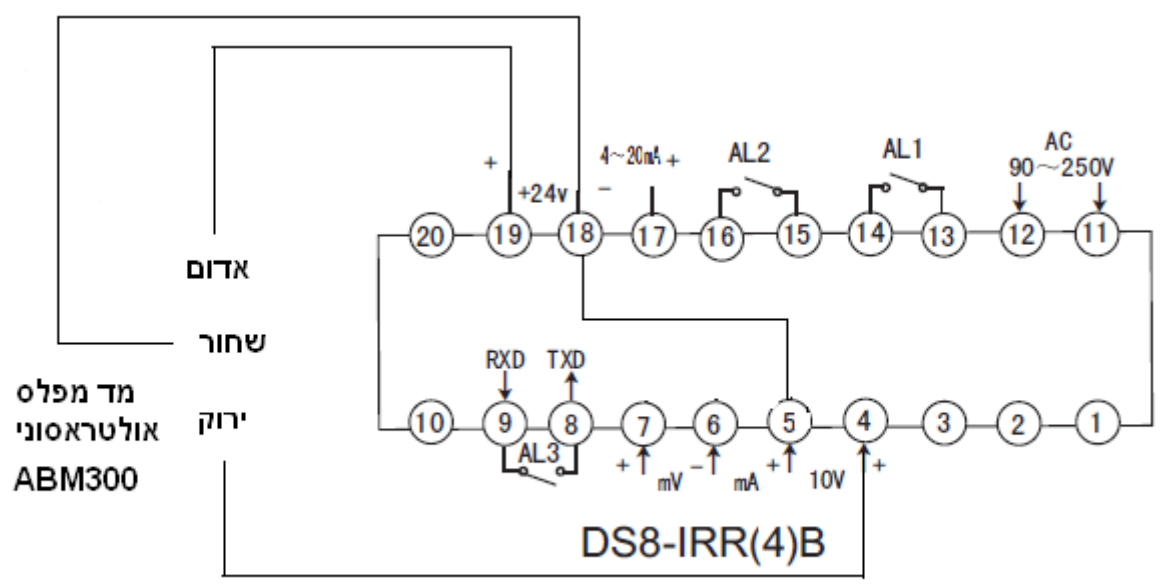 AC
90～250V
AL2
AL1
4～20mA +
+
+24v
−
20
19
18
17
16
15
14
13
12
11
אדום
שחור
ירוק
מד מפלס
אולטראסוני
ABM300
RXD
TXD
10
9
8
7
6
5
4
3
2
1
AL3
+
mV
−
mA
+
10V
+
DS8-IRR(4)B